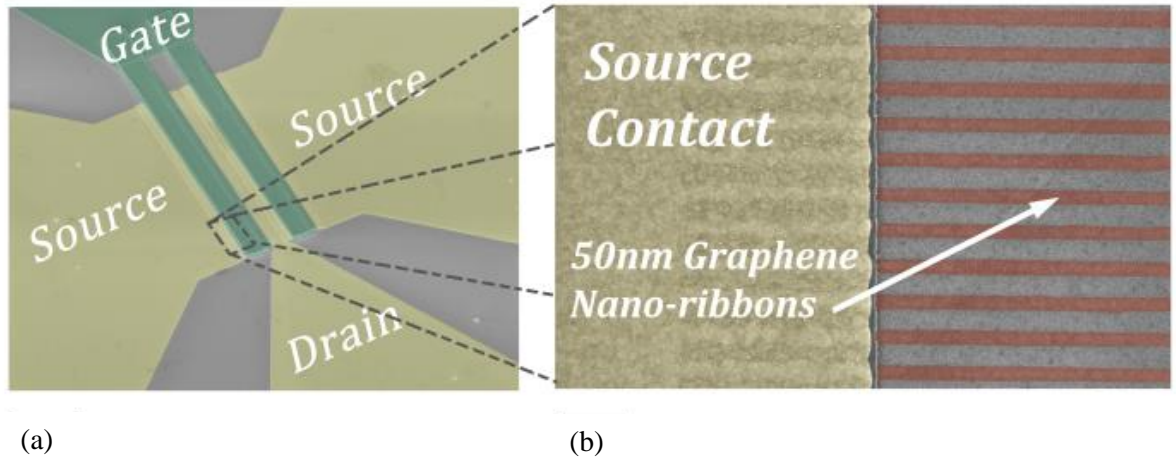 Gate
Source
Source
Drain
Source
Contact
50nm Graphene
Nano-ribbons
(a)
(b)